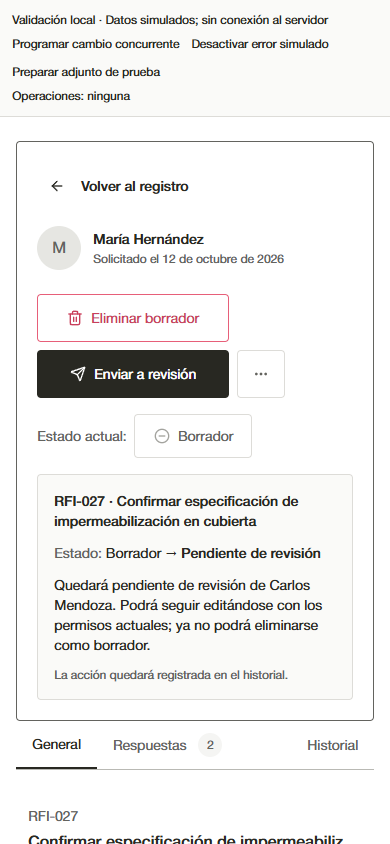 Validación local · Datos simulados; sin conexión al servidor
Programar cambio concurrente Desactivar error simulado
Preparar adjunto de prueba
Operaciones: ninguna
Volver al registro
M
María Hernández
Solicitado el 12 de octubre de 2026
Eliminar borrador
Enviar a revisión
Estado actual: Borrador
RFI-027 · Confirmar especificación de
impermeabilización en cubierta
Estado: Borrador → Pendiente de revisión
Quedará pendiente de revisión de Carlos
Mendoza. Podrá seguir editándose con los
permisos actuales; ya no podrá eliminarse
como borrador.
La acción quedará registrada en el historial.
General Respuestas 2 Historial
RFI-027
Confirmar especificación de impermeabiliz